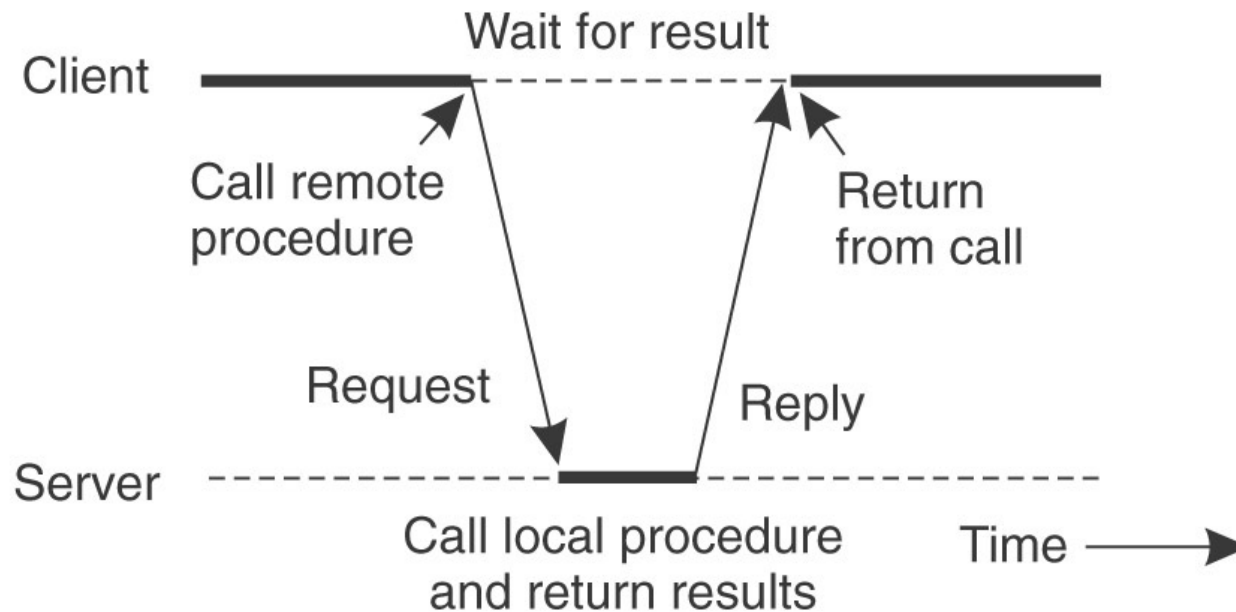 Wait for result
Client
Call remote
procedure
Return
from call
Request
Reply
Server
Call local procedure
and return results
Time